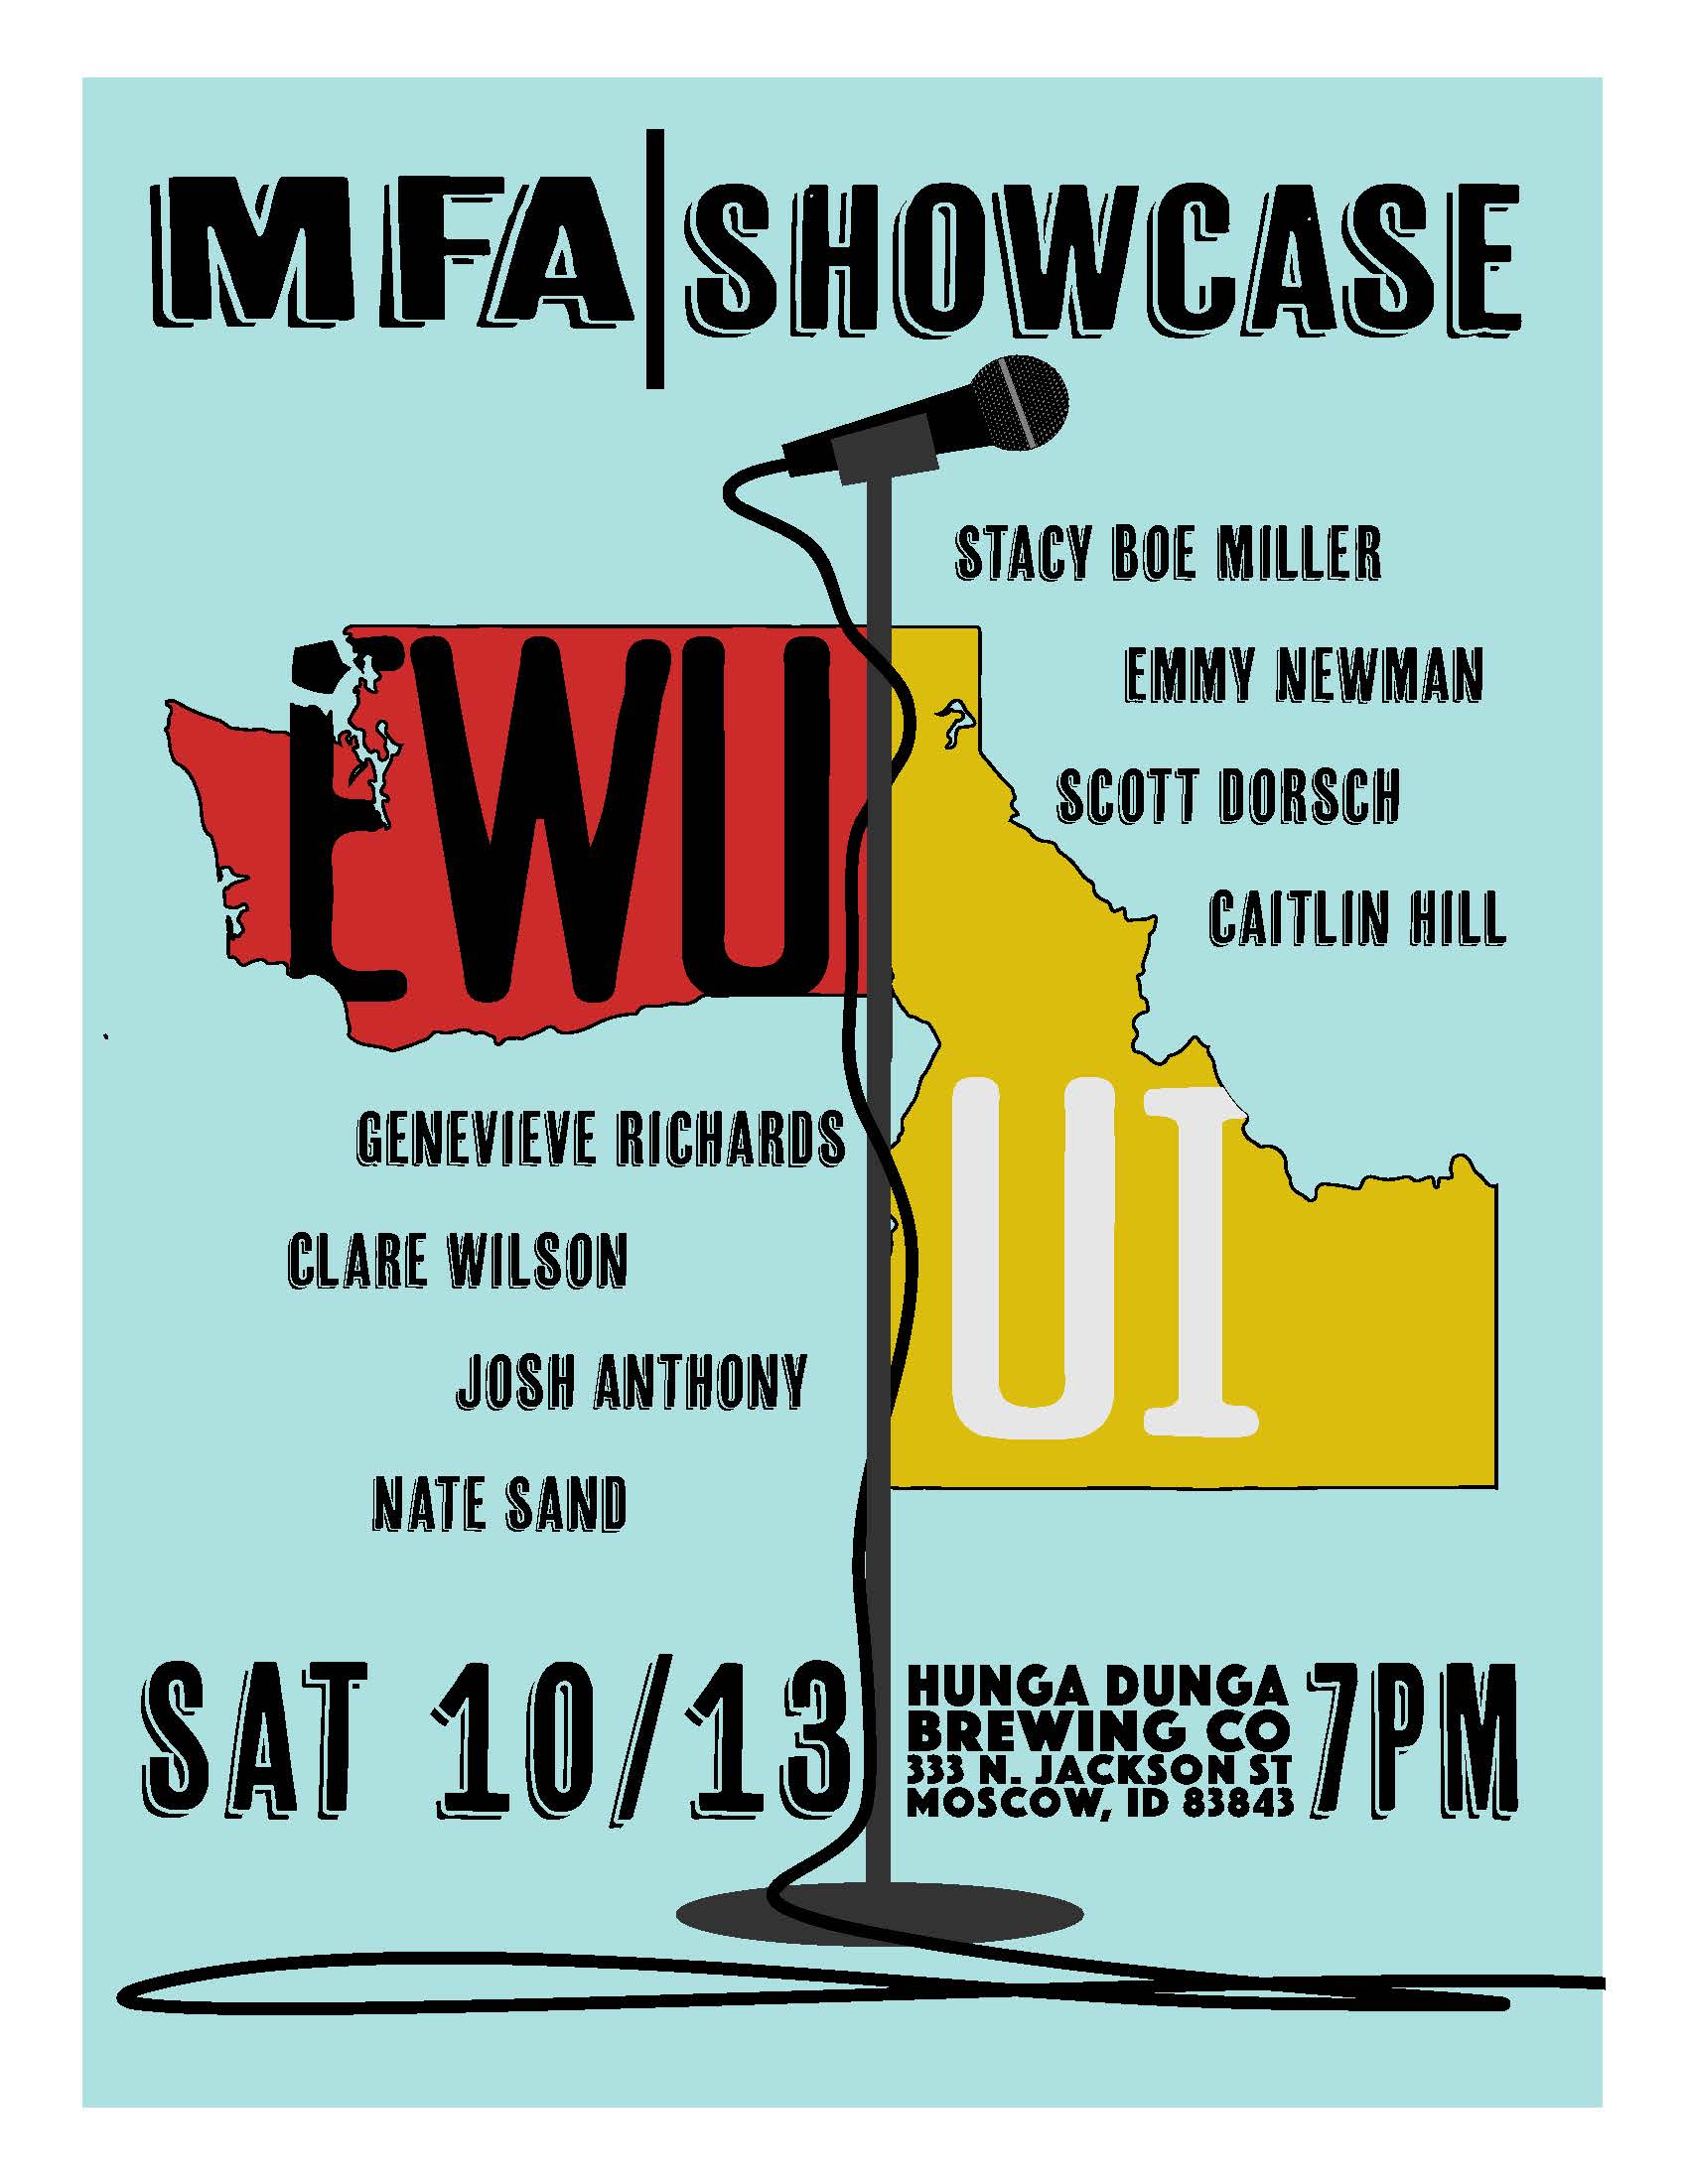 MFA|SHOWCASE
STACY BOE MILLER
EMMY NEWMAN
SCOTT DORSCH
CAITLIN HILL
EWU
UI
GENEVIEVE RICHARDS
CLARE WILSON
JOSH ANTHONY
NATE SAND
SAT 10/13
HUNGA DUNGA
BREWING CO
333 N. JACKSON ST
MOSCOW, ID 83843
7PM